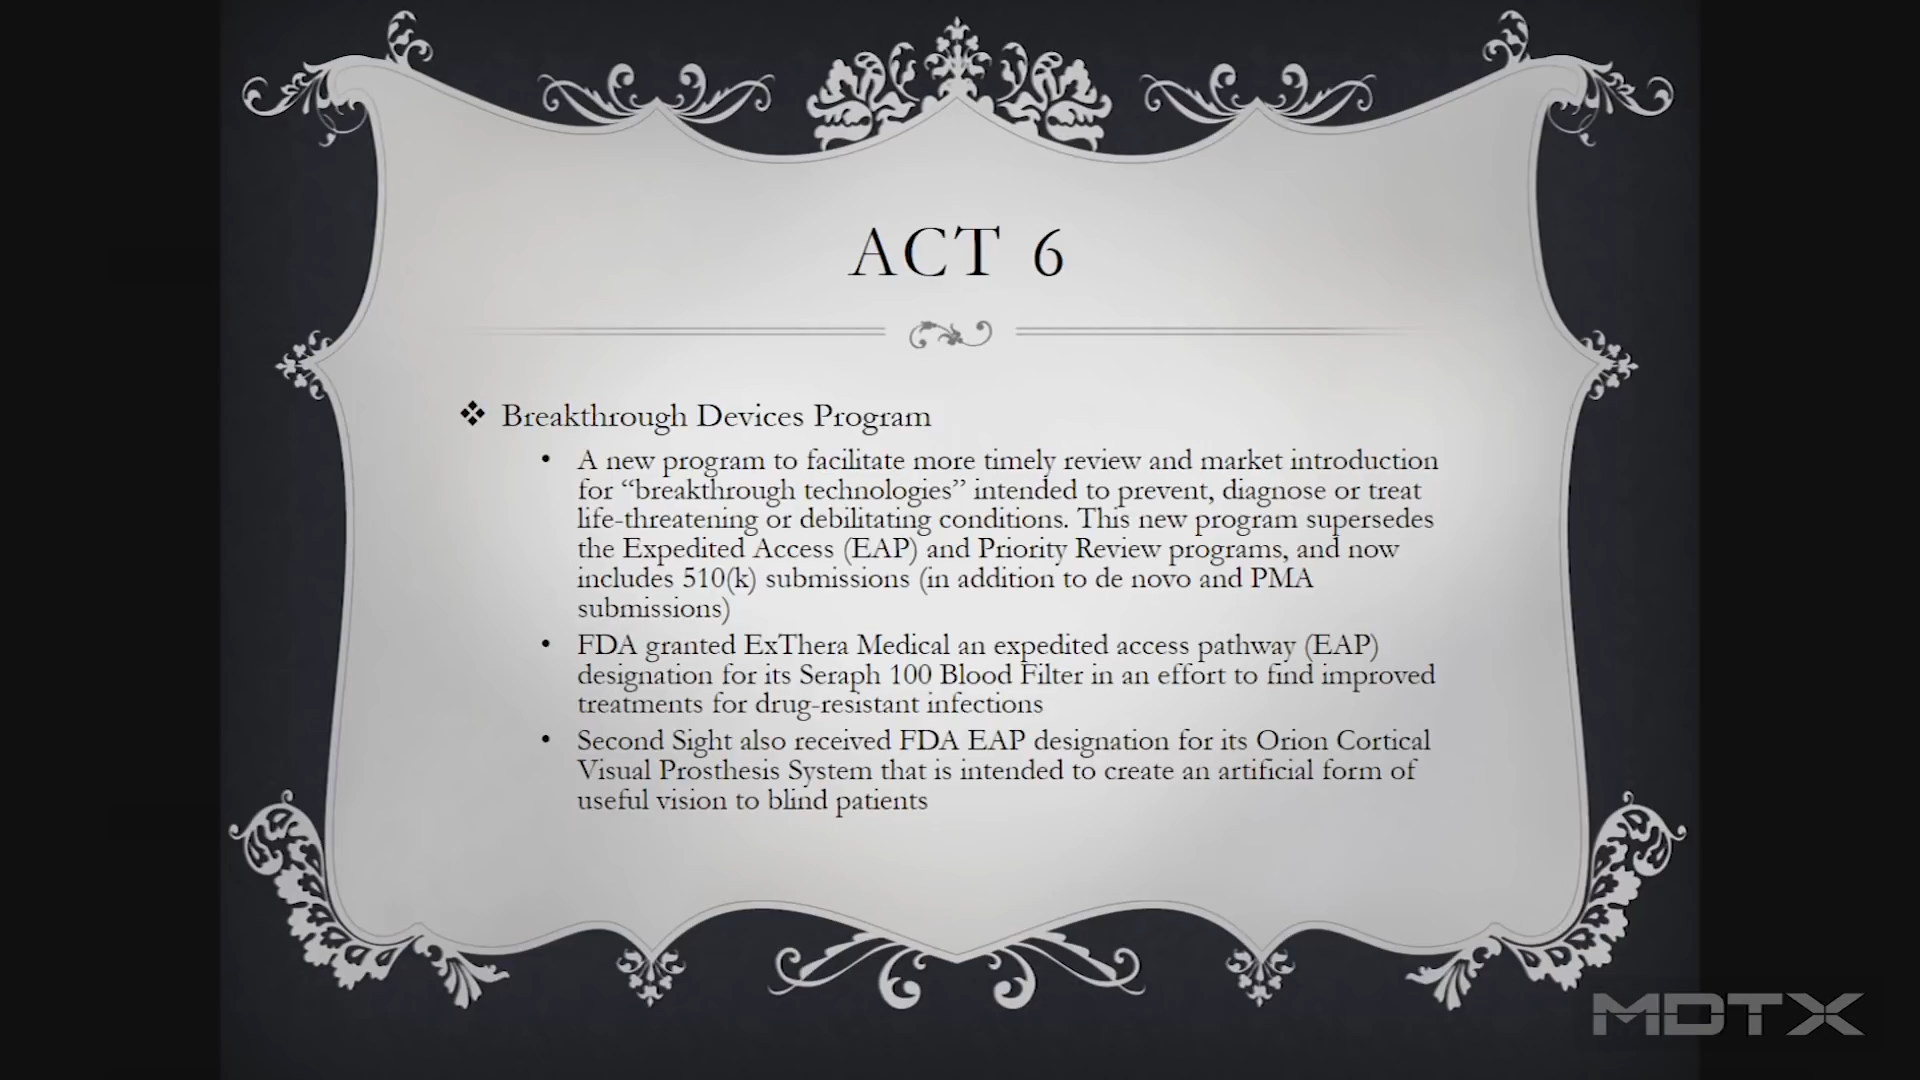 ACT 6
Breakthrough Devices Program
A new program to facilitate more timely review and market introduction
for “breakthrough technologies” intended to prevent, diagnose or treat
life-threatening or debilitating conditions. This new program supersedes
the Expedited Access (EAP) and Priority Review programs, and now
includes 510(k) submissions (in addition to de novo and PMA
submissions)
FDA granted ExThera Medical an expedited access pathway (EAP)
designation for its Seraph 100 Blood Filter in an effort to find improved
treatments for drug-resistant infections
Second Sight also received FDA EAP designation for its Orion Cortical
Visual Prosthesis System that is intended to create an artificial form of
useful vision to blind patients
MDTX